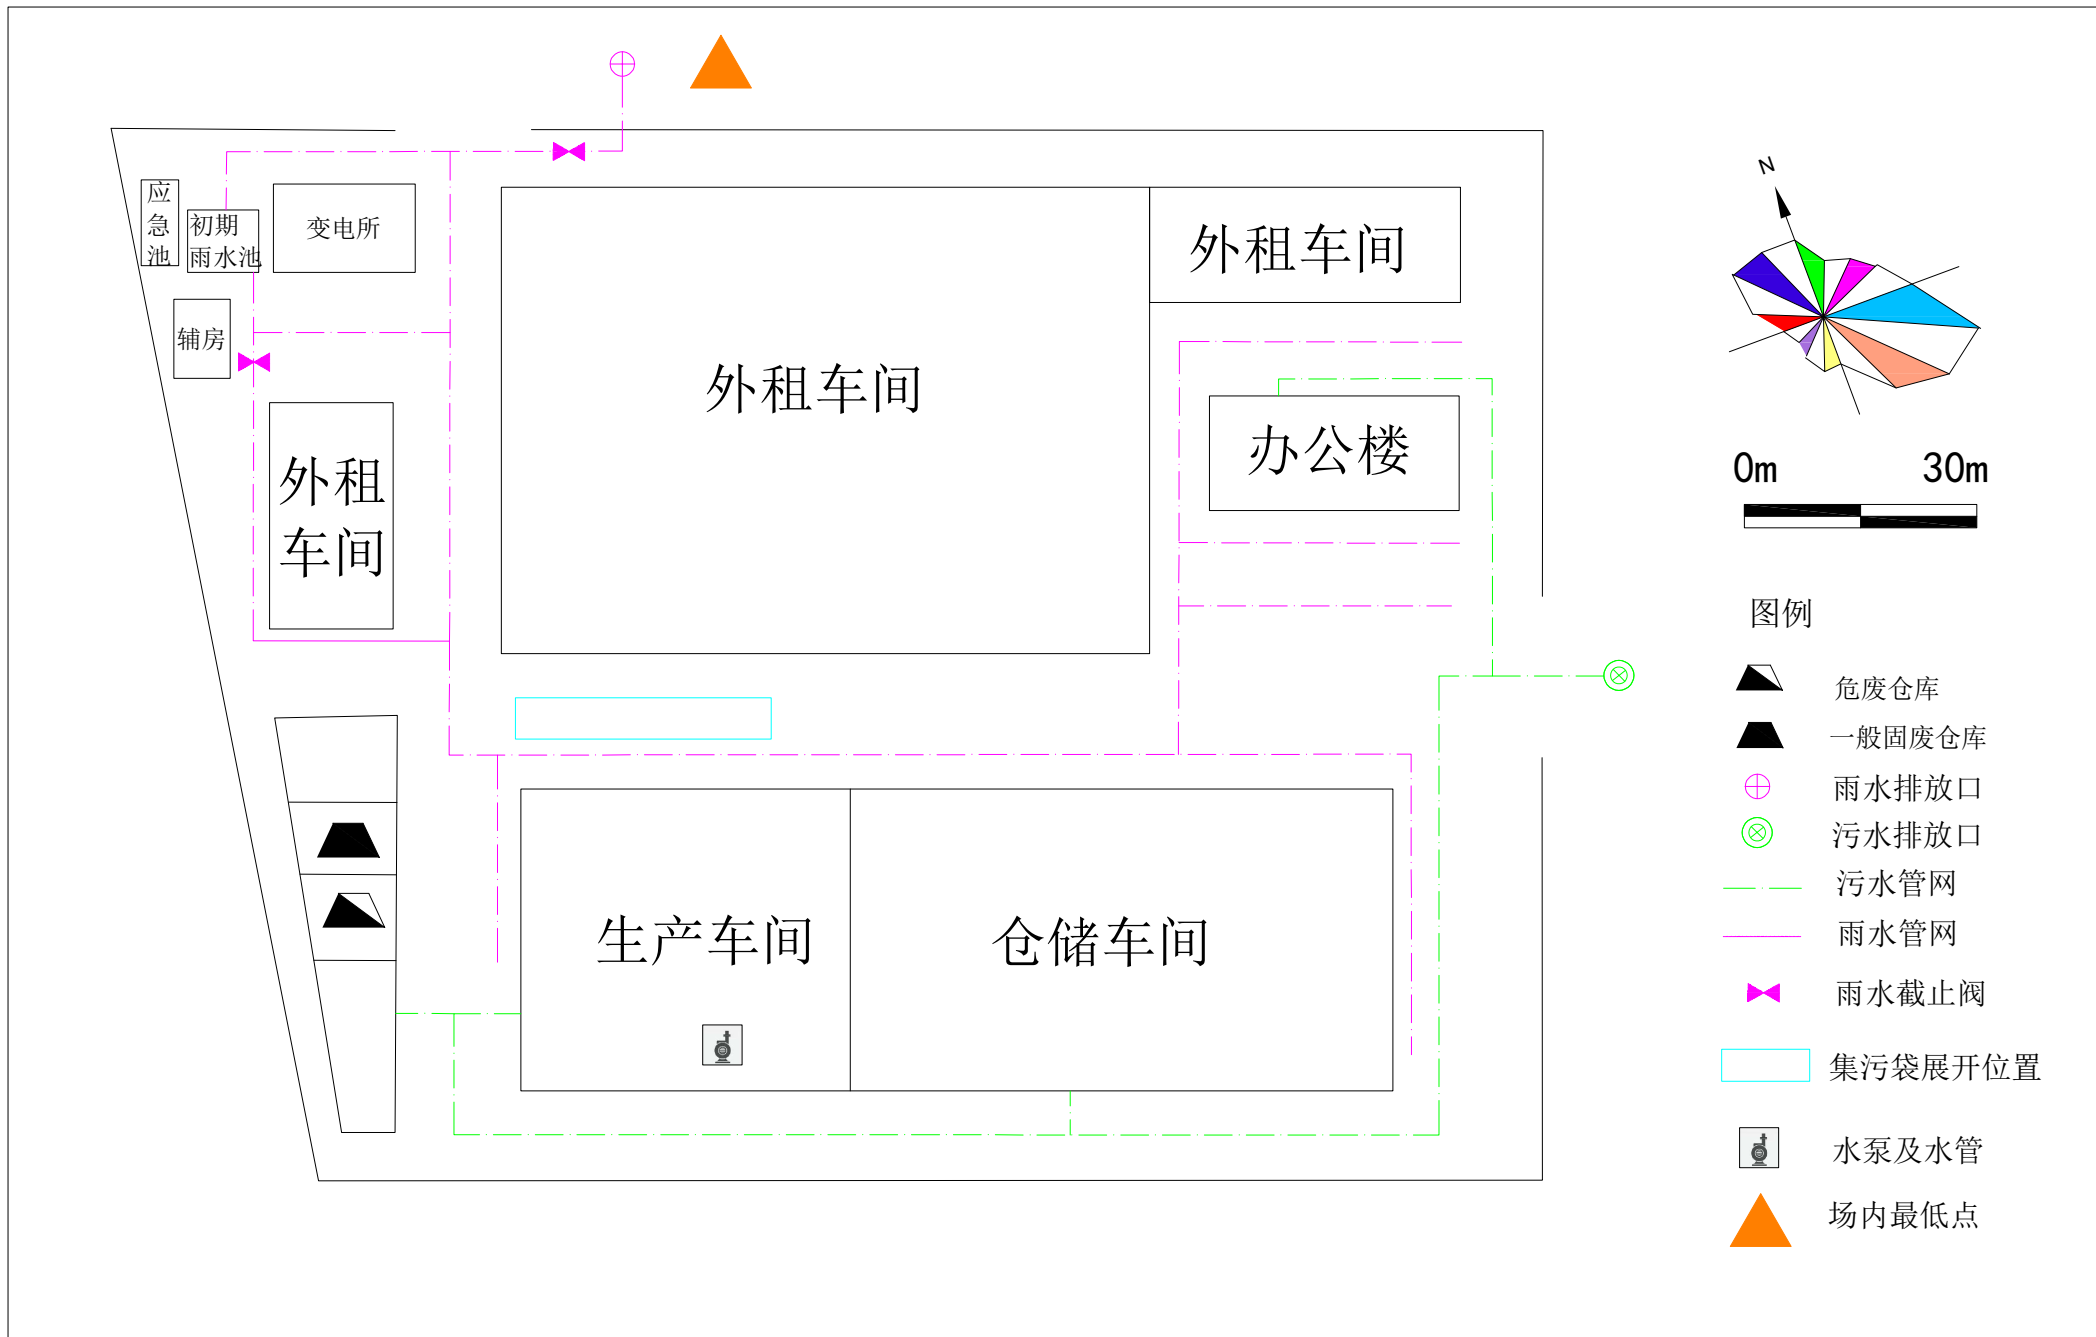 N
应
急
池
初期
雨水池
变电所
外租车间
辅房
外租车间
办公楼
外租
车间
0m 30m
图例
危废仓库
一般固废仓库
雨水排放口
污水排放口
污水管网
雨水管网
雨水截止阀
集污袋展开位置
水泵及水管
场内最低点
生产车间
仓储车间